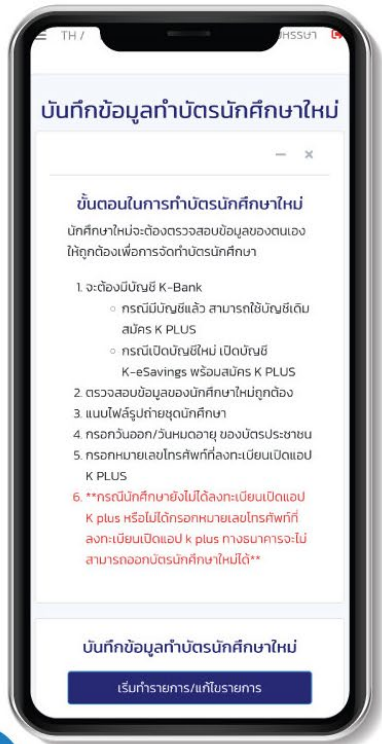 TH /
บันทึกข้อมูลทำบัตรนักศึกษาใหม่
ขั้นตอนในการทำบัตรนักศึกษาใหม่
นักศึกษาใหม่จะต้องตรวจสอบข้อมูลของตนเอง
ให้ถูกต้องเพื่อการจัดทำบัตรนักศึกษา
1. จะต้องมีบัญชี K-Bank
○ กรณีมีบัญชีแล้ว สามารถใช้บัญชีเดิม
สมัคร K PLUS
○ กรณีเปิดบัญชีใหม่ เปิดบัญชี
K-eSavings พร้อมสมัคร K PLUS
2. ตรวจสอบข้อมูลของนักศึกษาใหม่ถูกต้อง
3. แนบไฟล์รูปถ่ายชุดนักศึกษา
4. กรอกวันออก/วันหมดอายุ ของบัตรประชาชน
5. กรอกหมายเลขโทรศัพท์ที่ลงทะเบียนเปิดแอป
K PLUS
6. **กรณีนักศึกษายังไม่ได้ลงทะเบียนเปิดแอป
K plus หรือไม่ได้กรอกหมายเลขโทรศัพท์ที่
ลงทะเบียนเปิดแอป k plus ทางธนาคารจะไม่
สามารถออกบัตรนักศึกษาใหม่ได้**
บันทึกข้อมูลทำบัตรนักศึกษาใหม่
เริ่มทำรายการ/แก้ไขรายการ